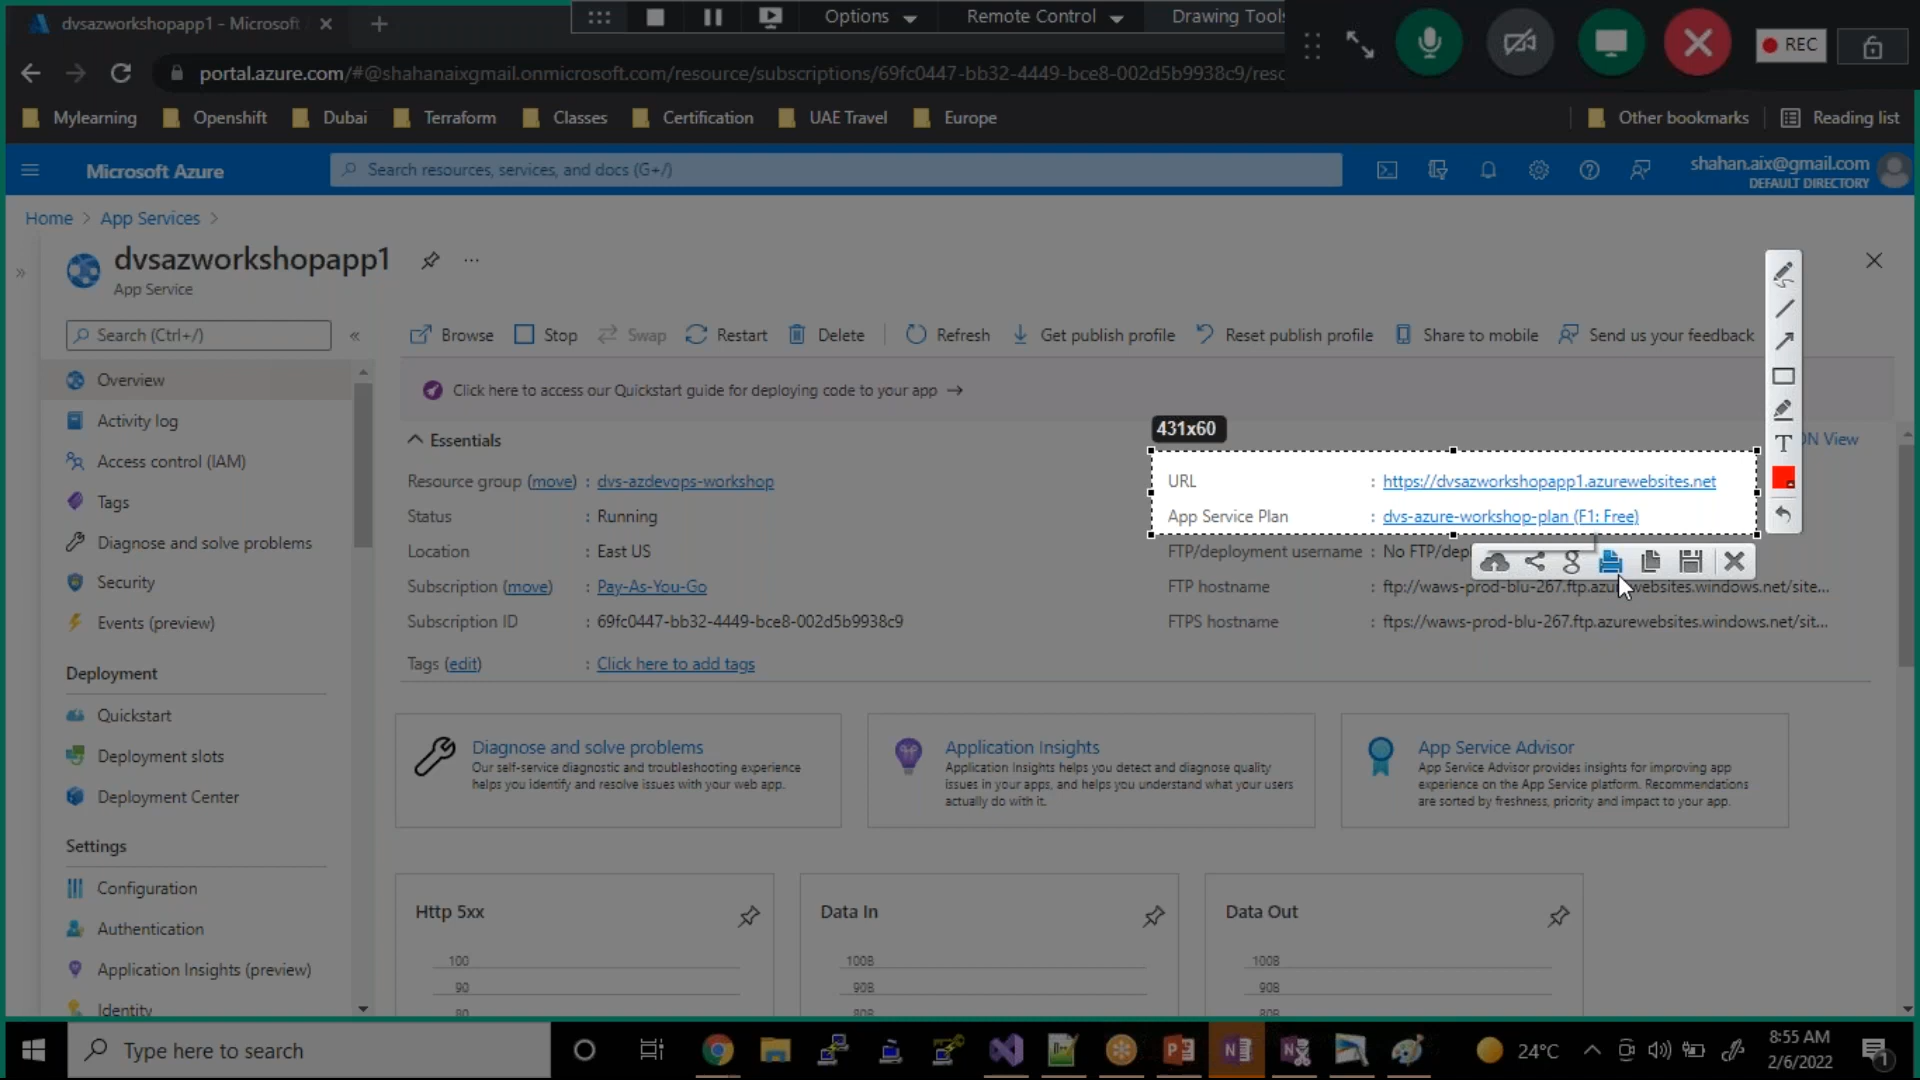 dvsazworkshopapp1 - Microsoft
Options
Remote Control
Drawing Tools
REC
portal.azure.com/#@shahanaixgmail.onmicrosoft.com/resource/subscriptions/69fc0447-bb32-4449-bce8-002d5b9938c9/reso
Mylearning
Openshift
Dubai
Terraform
Classes
Certification
UAE Travel
Europe
Other bookmarks
Reading list
Microsoft Azure
Search resources, services, and docs (G+/)
shahan.aix@gmail.com
DEFAULT DIRECTORY
Home > App Services >
dvsazworkshopapp1
App Service
Search (Ctrl+/)
Browse
Stop
Swap
Restart
Delete
Refresh
Get publish profile
Reset publish profile
Share to mobile
Send us your feedback
Overview
Activity log
Access control (IAM)
Tags
Diagnose and solve problems
Security
Events (preview)
Deployment
Quickstart
Deployment slots
Deployment Center
Settings
Configuration
Authentication
Application Insights (preview)
Identity
Click here to access our Quickstart guide for deploying code to your app →
Essentials
431x60
ON View
Resource group (move) : dvs-azdevops-workshop
Status : Running
Location : East US
Subscription (move) : Pay-As-You-Go
Subscription ID : 69fc0447-bb32-4449-bce8-002d5b9938c9
Tags (edit) : Click here to add tags
URL : https://dvsazworkshopapp1.azurewebsites.net
App Service Plan : dvs-azure-workshop-plan (F1: Free)
FTP/deployment username : No FTP/dep
FTP hostname : ftp://waws-prod-blu-267.ftp.azurewebsites.windows.net/site...
FTPS hostname : ftps://waws-prod-blu-267.ftp.azurewebsites.windows.net/sit...
Diagnose and solve problems
Our self-service diagnostic and troubleshooting experience
helps you identify and resolve issues with your web app.
Application Insights
Application Insights helps you detect and diagnose quality
issues in your apps, and helps you understand what your users
actually do with it.
App Service Advisor
App Service Advisor provides insights for improving app
experience on the App Service platform. Recommendations
are sorted by freshness, priority and impact to your app.
Http 5xx
100
90
80
Data In
100B
90B
80B
Data Out
100B
90B
80B
Type here to search
24°C
8:55 AM
2/6/2022
1